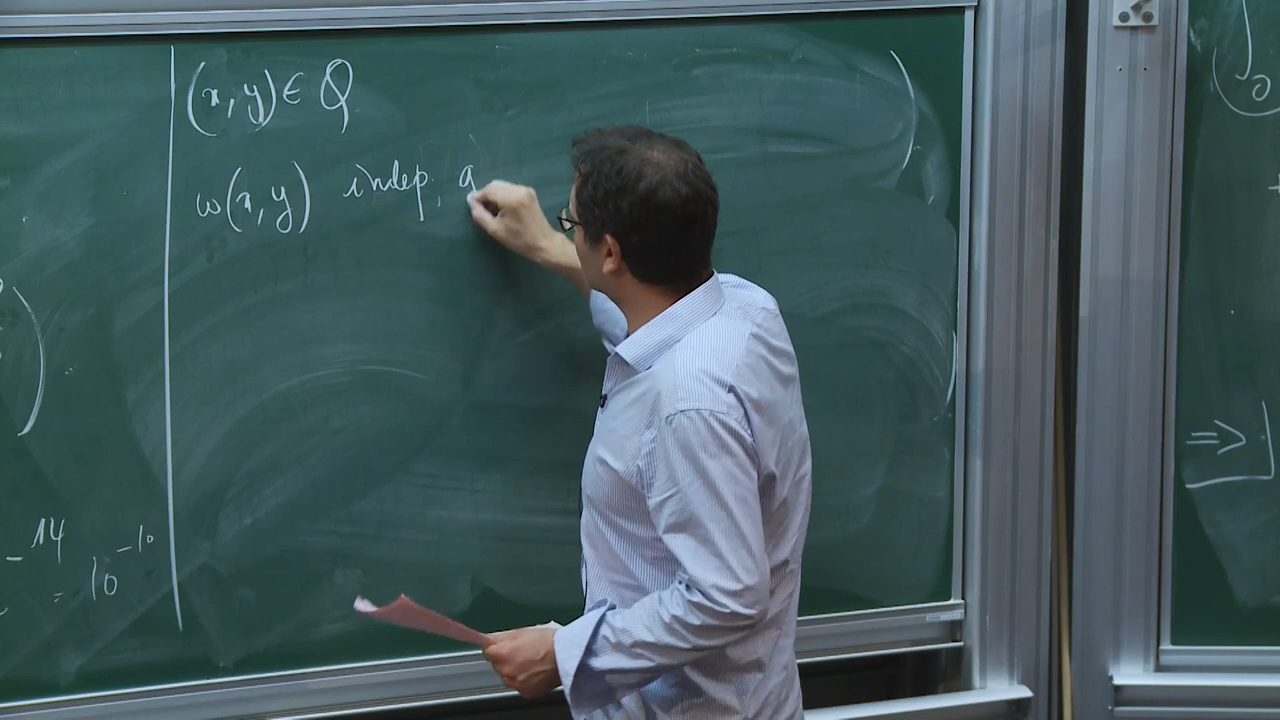 (x, y) ∈ Q
ω(x, y) indep.
- 14
= 10^{-10}
=>